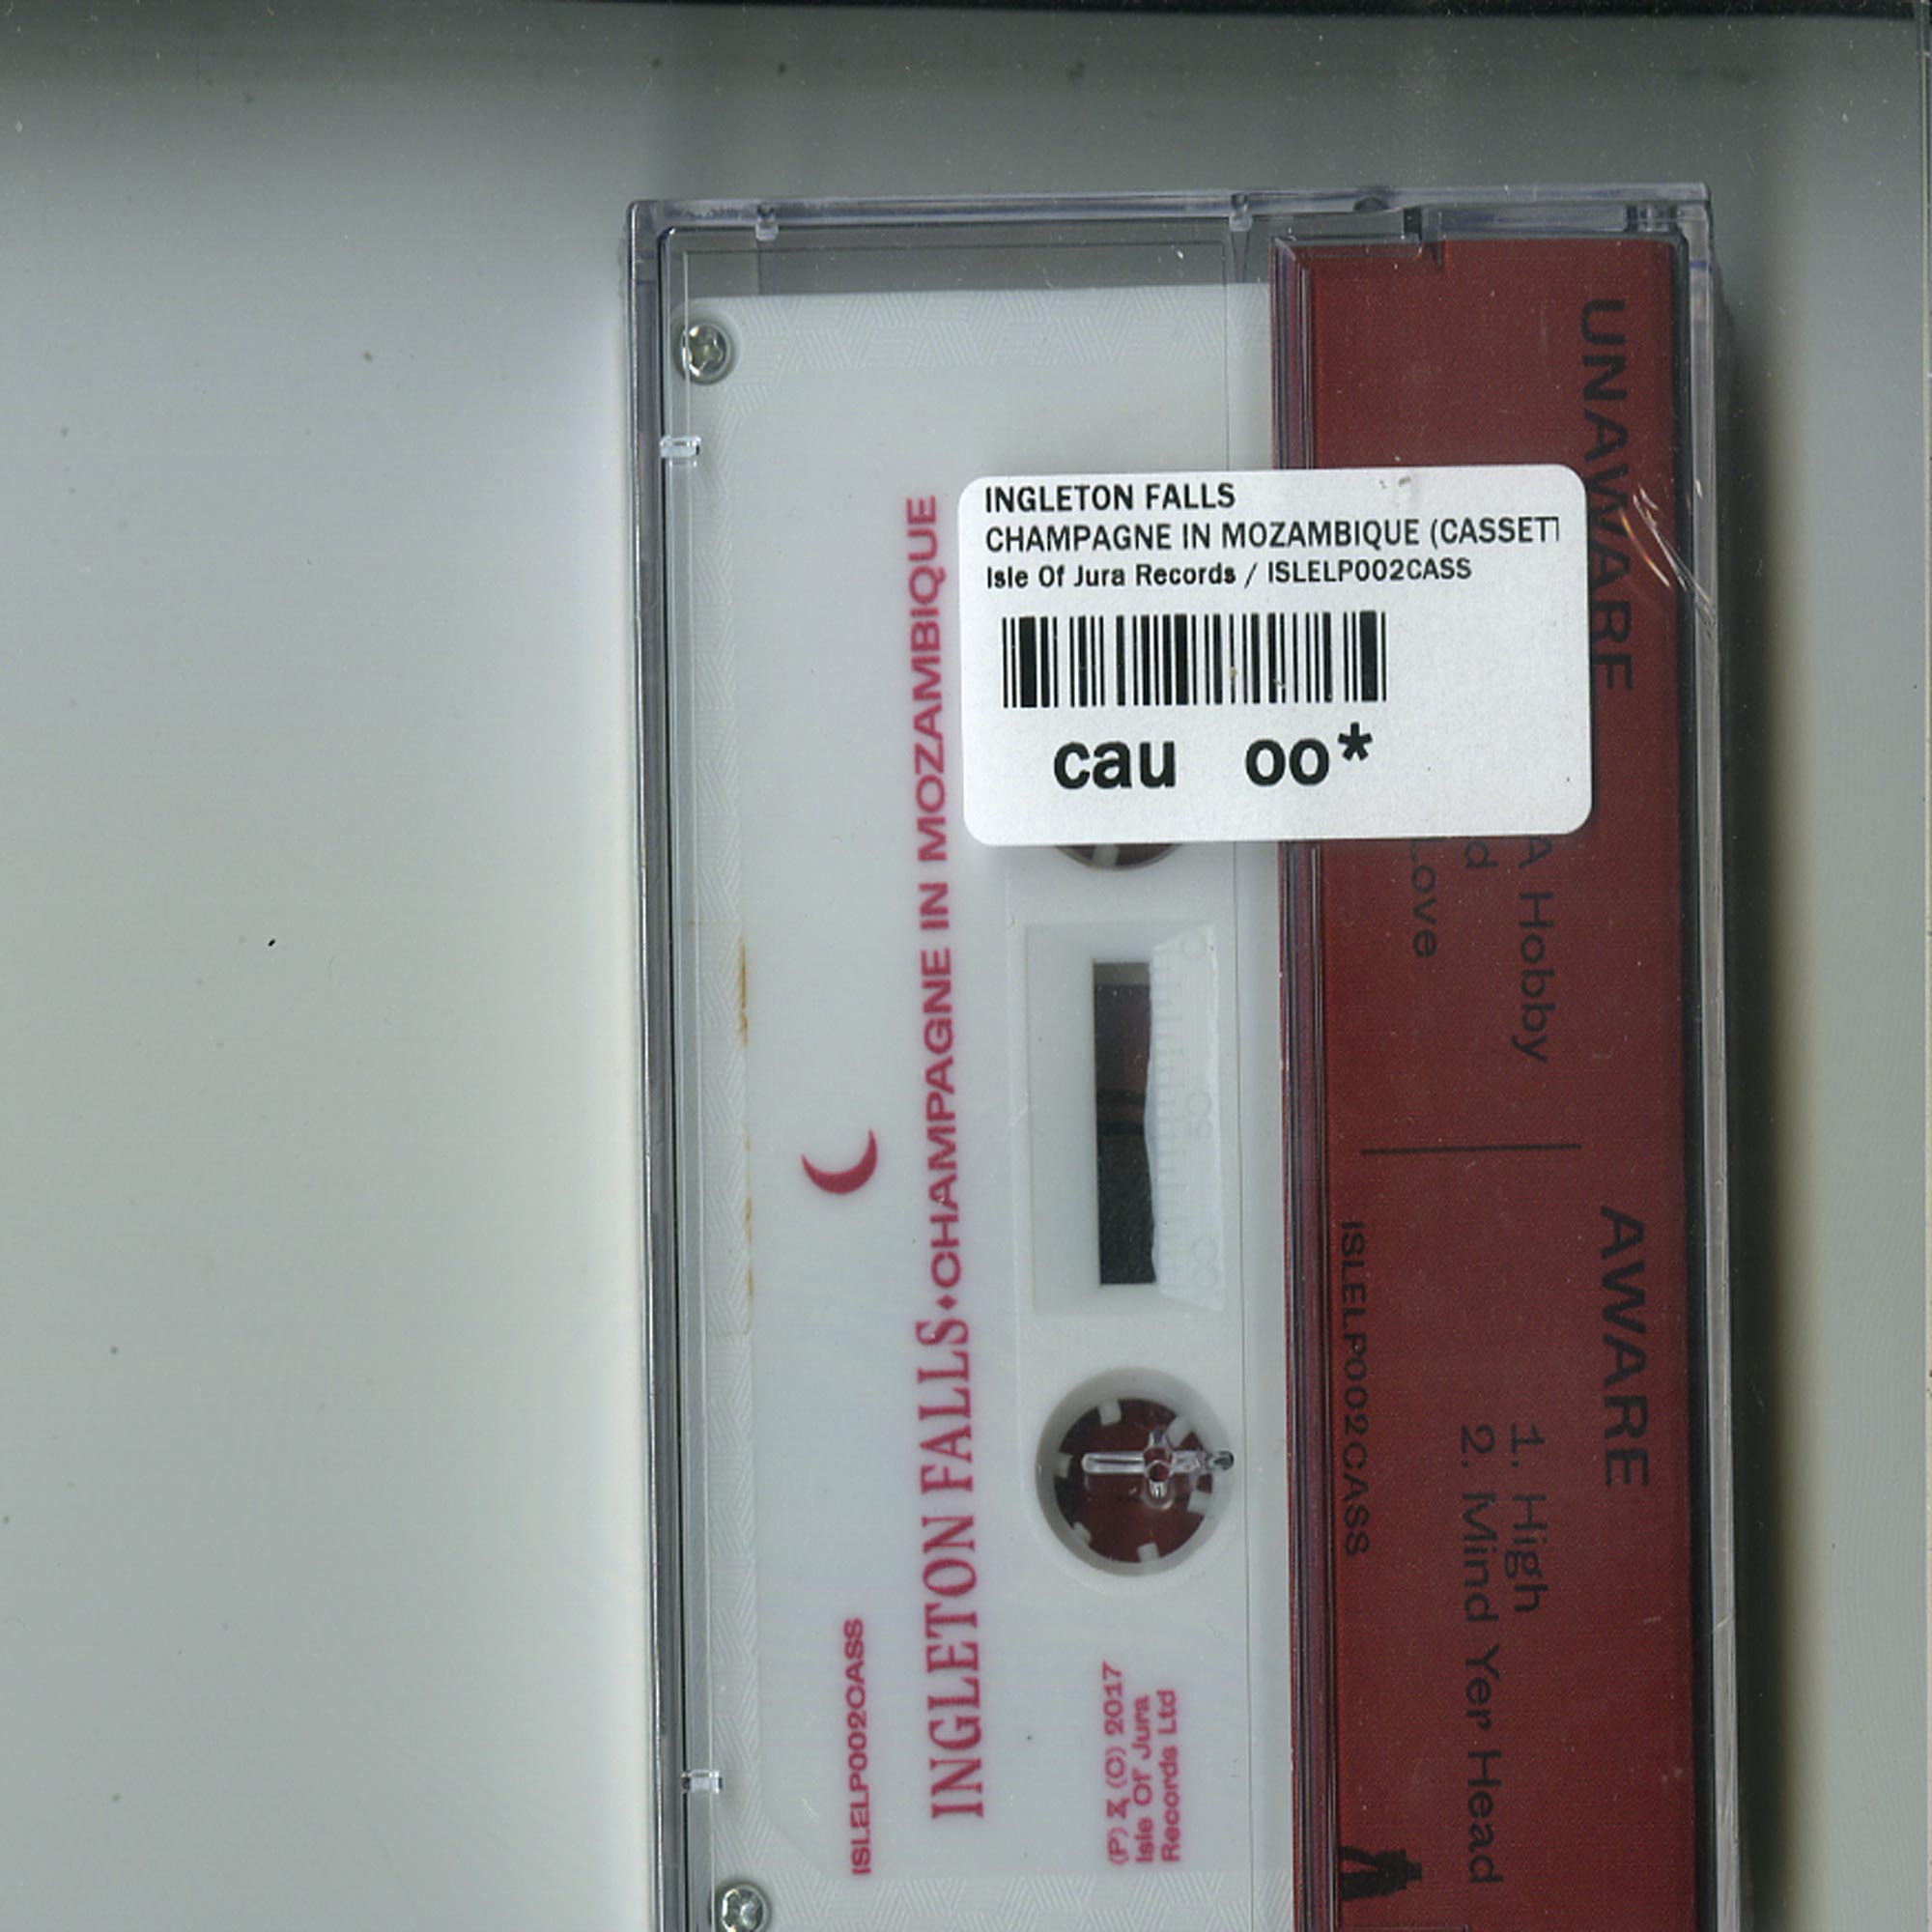 INGLETON FALLS
CHAMPAGNE IN MOZAMBIQUE (CASSETT
Isle Of Jura Records / ISLELP002CASS
cau oo*
ISLELP002CASS
INGLETON FALLS♦CHAMPAGNE IN MOZAMBIQUE
(P) & (C) 2017
Isle Of Jura
Records Ltd
50
UNAWARE
A Hobby
d
Love
AWARE
1. High
2. Mind Yer Head
ISLELP002CASS